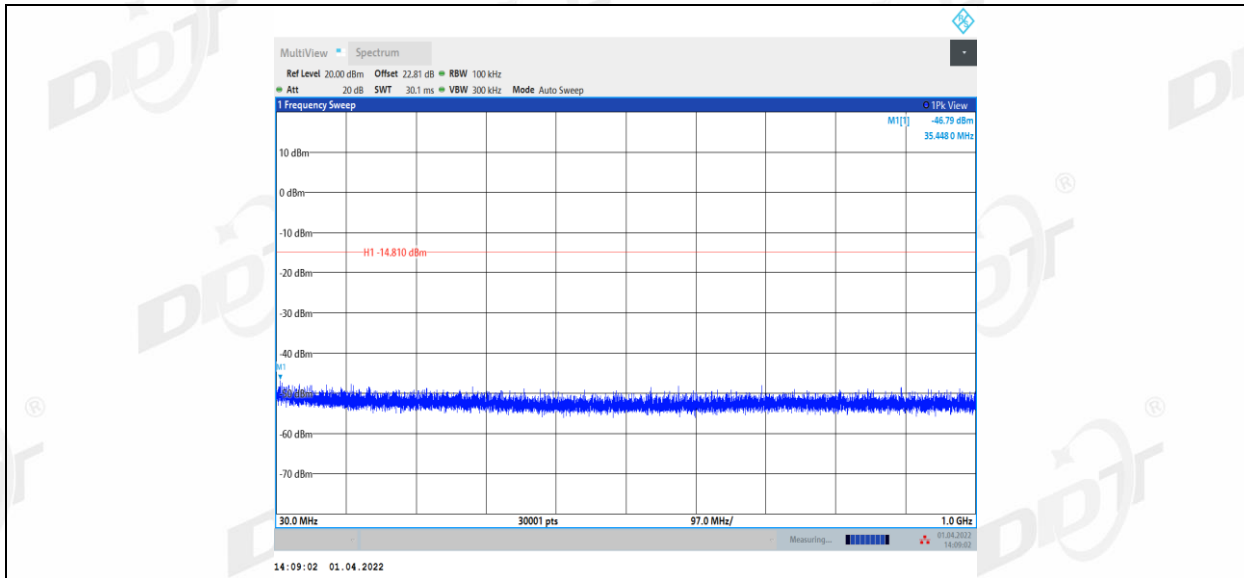 MultiView Spectrum
Ref Level 20.00 dBm Offset 22.81 dB RBW 100 kHz
Att 20 dB SWT 30.1 ms VBW 300 kHz Mode Auto Sweep
1 Frequency Sweep 1Pk View
M1[1] -46.79 dBm
35.448 0 MHz
10 dBm
0 dBm
-10 dBm
H1 -14.810 dBm
-20 dBm
-30 dBm
-40 dBm
M1
-50 dBm
-60 dBm
-70 dBm
30.0 MHz 30001 pts 97.0 MHz/ 1.0 GHz
Measuring... 01.04.2022
14:09:02
14:09:02 01.04.2022
DDT
®